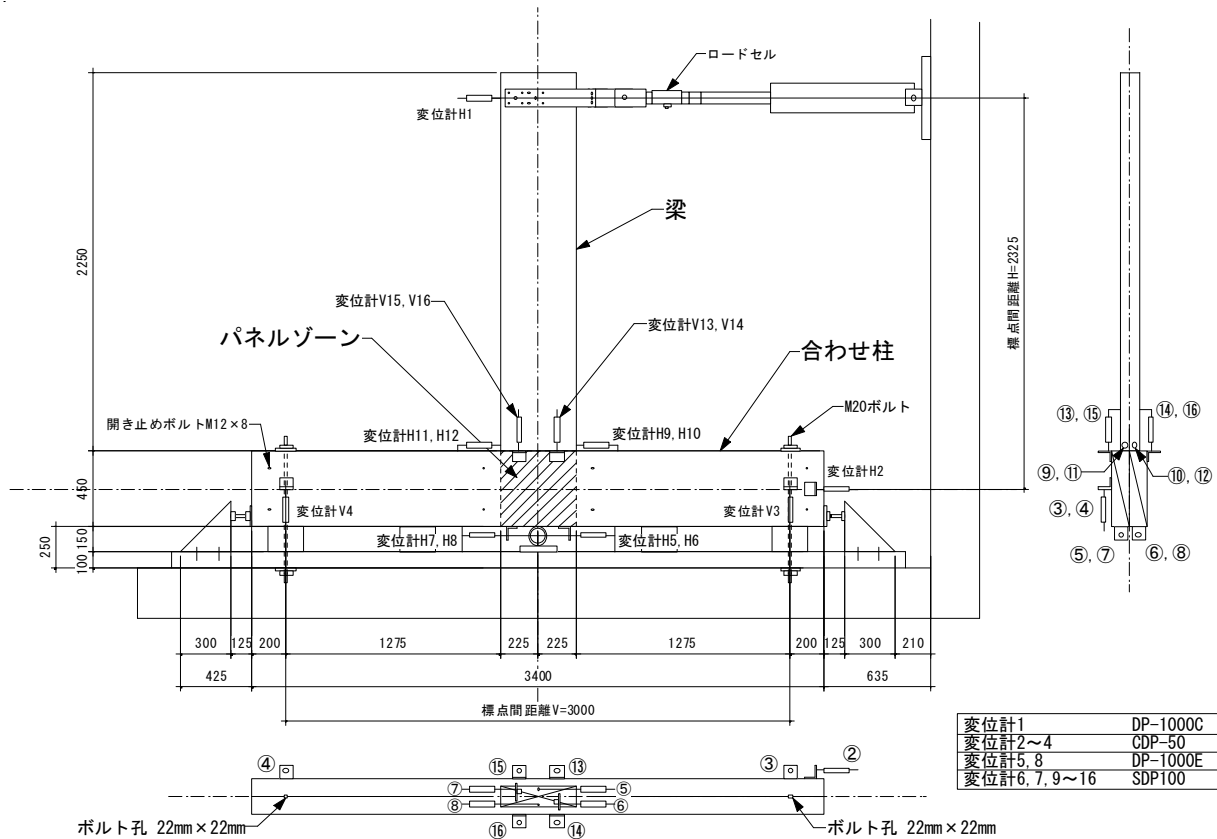 ロードセル
変位計H1
梁
2250
標点間距離H=2325
変位計V15, V16
変位計V13, V14
パネルゾーン
合わせ柱
M20ボルト
開き止めボルトM12×8
変位計H11, H12
変位計H9, H10
変位計H2
⑬, ⑮
⑭, ⑯
⑨, ⑪
⑩, ⑫
③, ④
⑤, ⑦
⑥, ⑧
450
変位計V4
変位計V3
変位計H7, H8
変位計H5, H6
250
150
100
300
125
200
1275
225
225
1275
200
125
300
210
425
3400
635
標点間距離V=3000
変位計1 DP-1000C
変位計2～4 CDP-50
変位計5, 8 DP-1000E
変位計6, 7, 9～16 SDP100
④
⑮
⑬
③
②
⑦
⑤
⑧
⑥
⑯
⑭
ボルト孔 22mm×22mm
ボルト孔 22mm×22mm